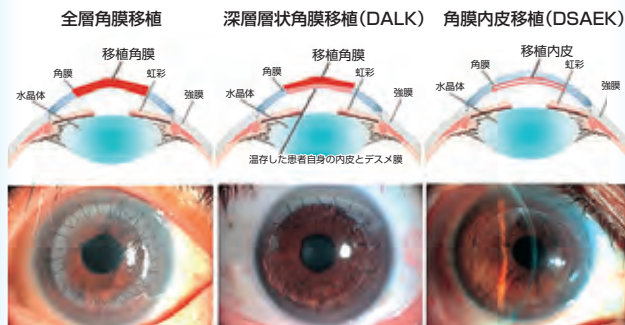 全層角膜移植
移植角膜
角膜
虹彩
水晶体
強膜
深層層状角膜移植(DALK)
移植角膜
角膜
虹彩
水晶体
強膜
温存した患者自身の内皮とデスメ膜
角膜内皮移植(DSAEK)
移植内皮
角膜
虹彩
水晶体
強膜